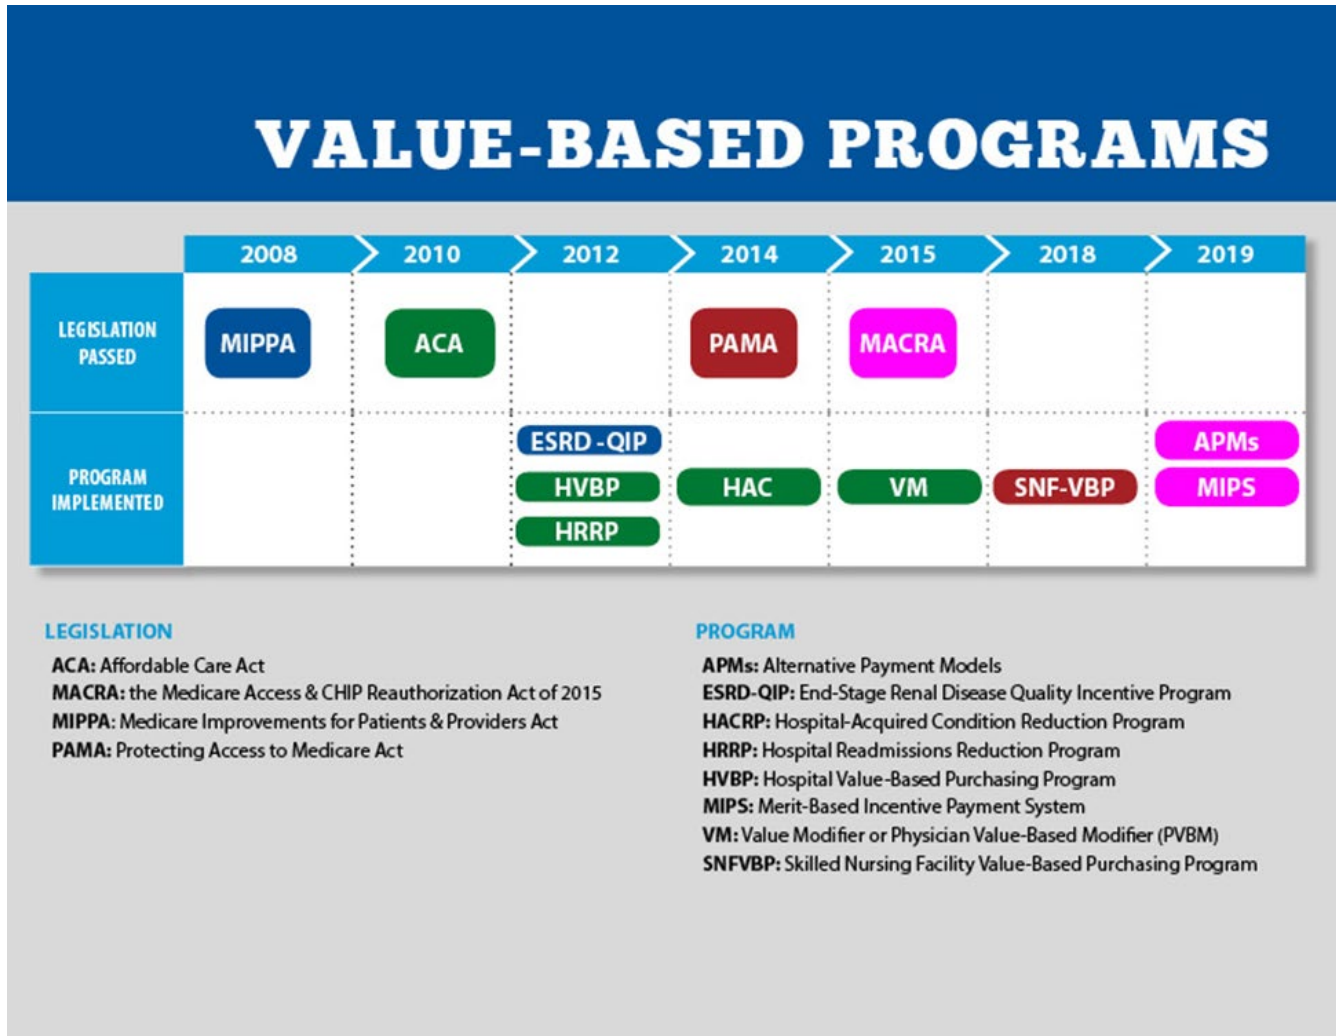 VALUE-BASED PROGRAMS
2008 2010 2012 2014 2015 2018 2019
LEGISLATION
PASSED
MIPPA ACA PAMA MACRA
PROGRAM
IMPLEMENTED
ESRD -QIP APMs
HVBP HAC VM SNF-VBP MIPS
HRRP
LEGISLATION
ACA: Affordable Care Act
MACRA: the Medicare Access & CHIP Reauthorization Act of 2015
MIPPA: Medicare Improvements for Patients & Providers Act
PAMA: Protecting Access to Medicare Act
PROGRAM
APMs: Alternative Payment Models
ESRD-QIP: End-Stage Renal Disease Quality Incentive Program
HACRP: Hospital-Acquired Condition Reduction Program
HRRP: Hospital Readmissions Reduction Program
HVBP: Hospital Value-Based Purchasing Program
MIPS: Merit-Based Incentive Payment System
VM: Value Modifier or Physician Value-Based Modifier (PVBM)
SNFVBP: Skilled Nursing Facility Value-Based Purchasing Program